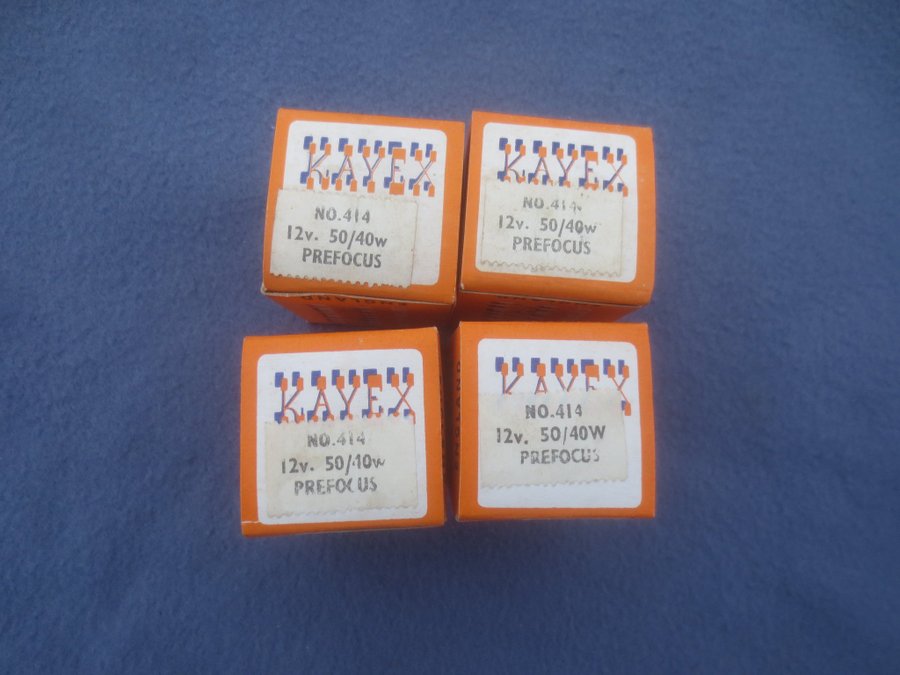 KAYEX
NO.414
12v. 50/40w
PREFOCUS
KAYEX
NO.414
12v. 50/40w
PREFOCUS
ENGLAND
KAYEX
NO.414
12v. 50/40w
PREFOCUS
KAYEX
NO.414
12v. 50/40W
PREFOCUS